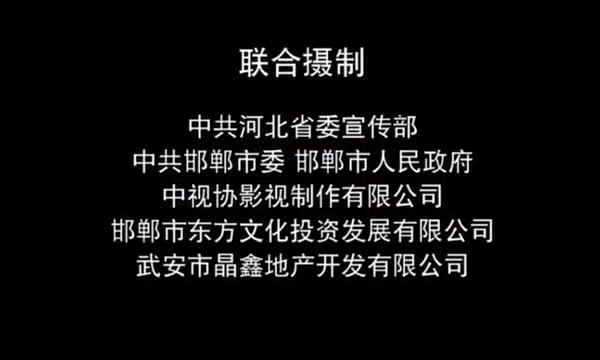 联合摄制
中共河北省委宣传部
中共邯郸市委 邯郸市人民政府
中视协影视制作有限公司
邯郸市东方文化投资发展有限公司
武安市晶鑫地产开发有限公司